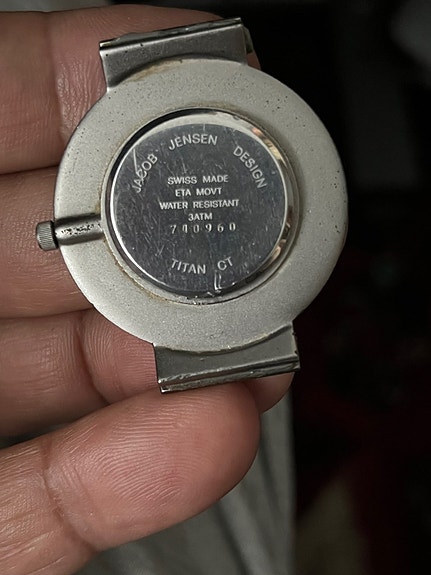 JACOB JENSEN DESIGN
SWISS MADE
ETA MOVT
WATER RESISTANT
3ATM
740960
TITAN CT